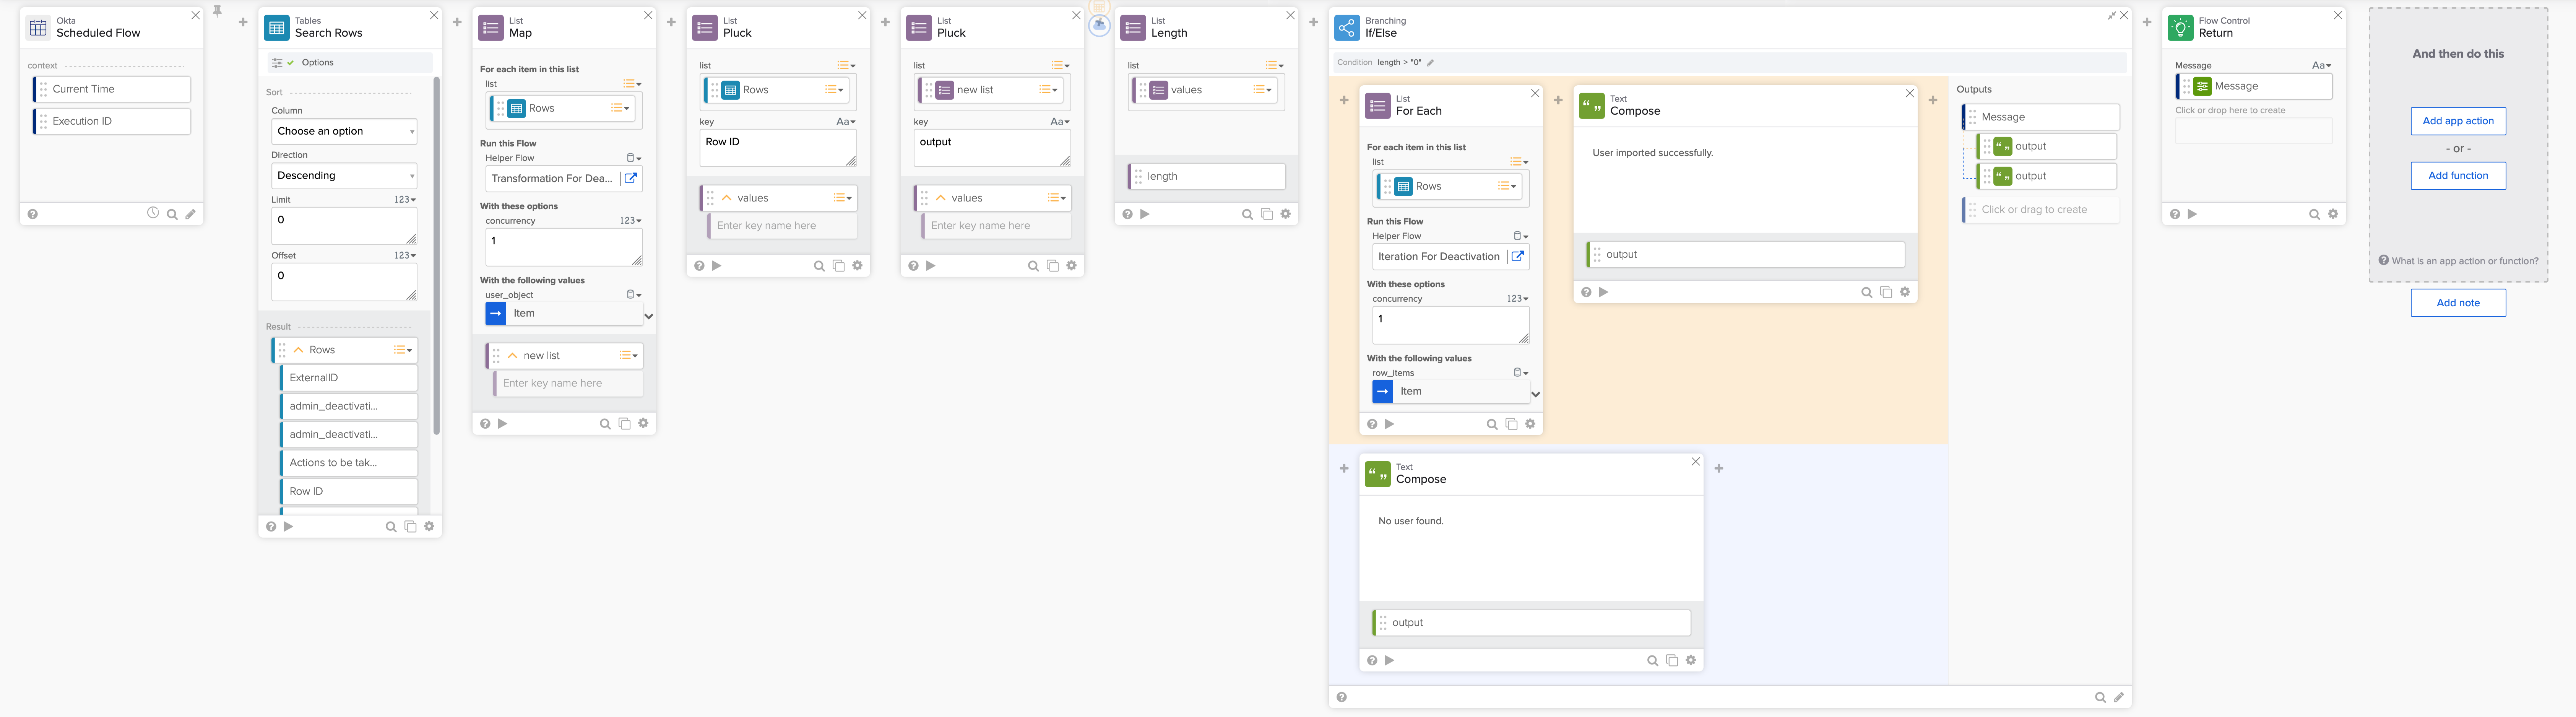 Okta
Scheduled Flow
context
Current Time
Execution ID
Tables
Search Rows
Options
Sort
Column
Choose an option
Direction
Descending
Limit
123
0
Offset
123
0
Result
Rows
ExternalID
admin_deactivati...
admin_deactivati...
Actions to be tak...
Row ID
List
Map
For each item in this list
list
Rows
Run this Flow
Helper Flow
Transformation For Dea...
With these options
concurrency
123
1
With the following values
user_object
Item
new list
Enter key name here
List
Pluck
list
Rows
key
Aa
Row ID
values
Enter key name here
List
Pluck
list
new list
key
Aa
output
values
Enter key name here
List
Length
list
values
length
Branching
If/Else
Condition length > "0"
List
For Each
For each item in this list
list
Rows
Run this Flow
Helper Flow
Iteration For Deactivation
With these options
concurrency
123
1
With the following values
row_items
Item
Text
Compose
User imported successfully.
output
Text
Compose
No user found.
output
Outputs
Message
output
output
Click or drag to create
Flow Control
Return
Message
Aa
Message
Click or drop here to create
And then do this
Add app action
- or -
Add function
What is an app action or function?
Add note